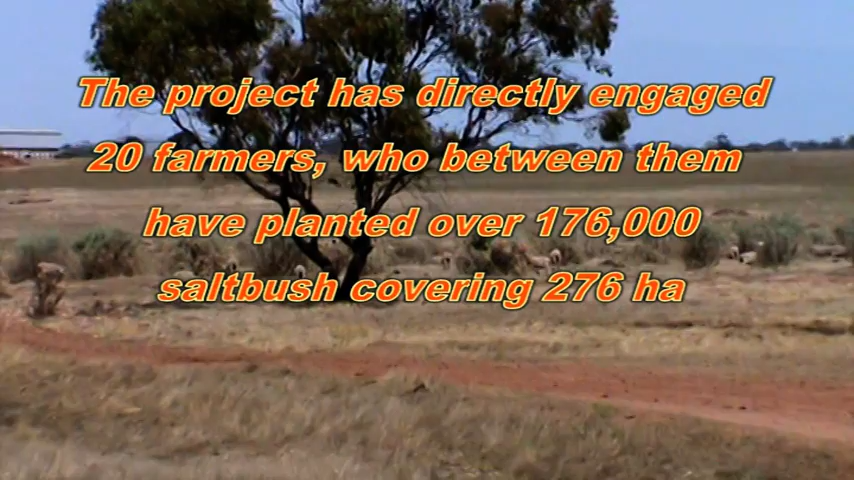 The project has directly engaged
20 farmers, who between them
have planted over 176,000
saltbush covering 276 ha